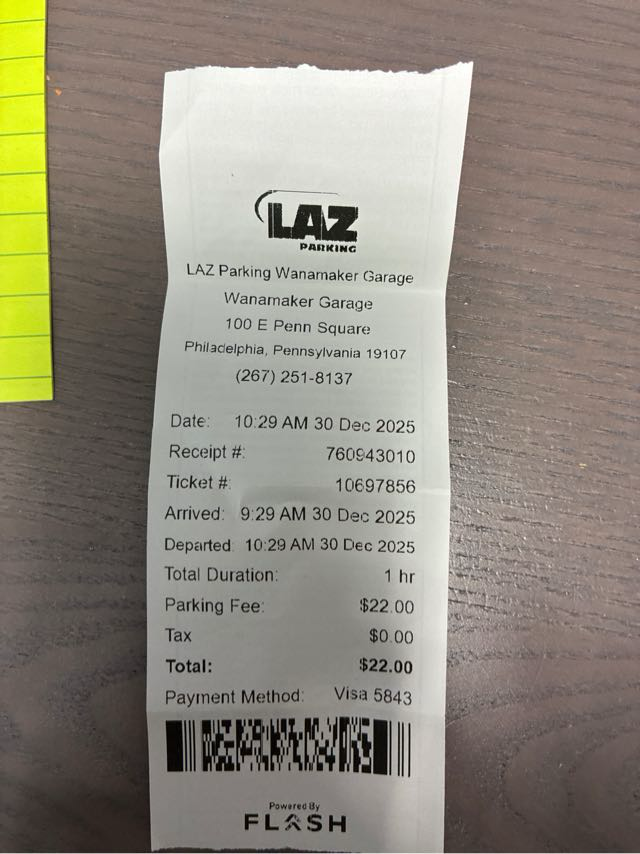 LAZ
PARKING
LAZ Parking Wanamaker Garage
Wanamaker Garage
100 E Penn Square
Philadelphia, Pennsylvania 19107
(267) 251-8137
Date: 10:29 AM 30 Dec 2025
Receipt #: 760943010
Ticket #: 10697856
Arrived: 9:29 AM 30 Dec 2025
Departed: 10:29 AM 30 Dec 2025
Total Duration: 1 hr
Parking Fee: $22.00
Tax $0.00
Total: $22.00
Payment Method: Visa 5843
Powered By
FLASH